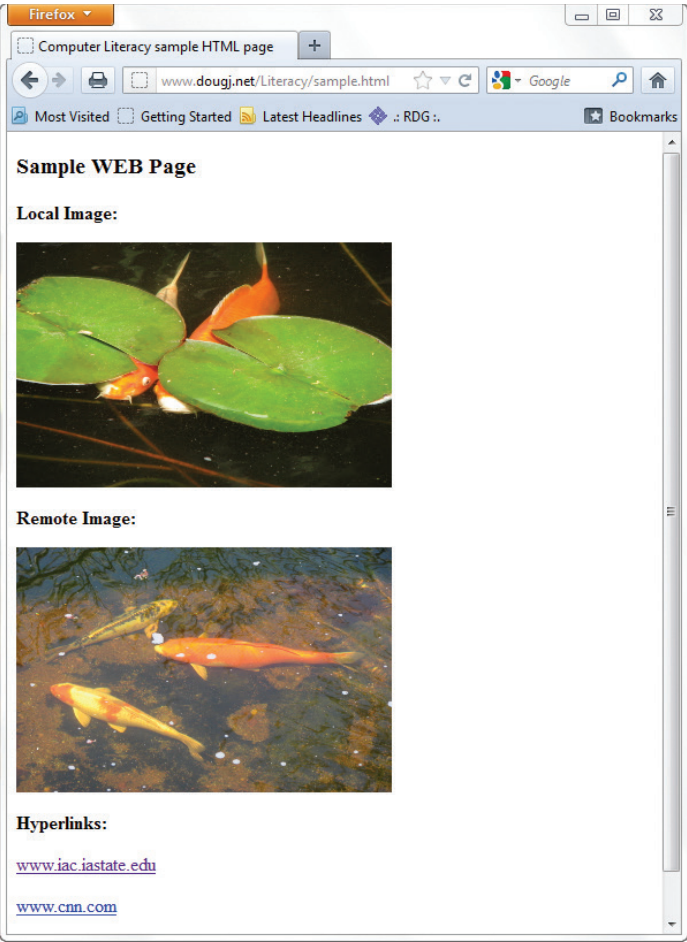 Firefox
Computer Literacy sample HTML page
www.dougj.net/Literacy/sample.html Google
Most Visited Getting Started Latest Headlines .: RDG :. Bookmarks
Sample WEB Page
Local Image:
Remote Image:
Hyperlinks:
www.iac.iastate.edu
www.cnn.com